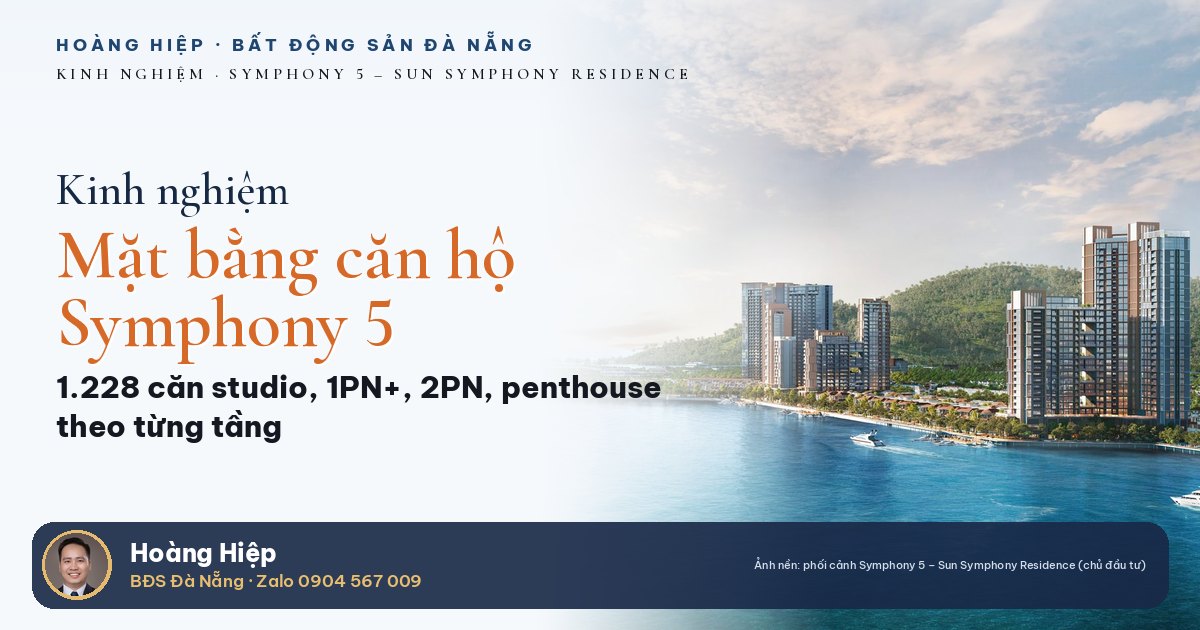 HOÀNG HIỆP · BẤT ĐỘNG SẢN ĐÀ NẴNG
KINH NGHIỆM · SYMPHONY 5 – SUN SYMPHONY RESIDENCE
Kinh nghiệm
Mặt bằng căn hộ
Symphony 5
1.228 căn studio, 1PN+, 2PN, penthouse
theo từng tầng
Hoàng Hiệp
BĐS Đà Nẵng · Zalo 0904 567 009
Ảnh nền: phối cảnh Symphony 5 – Sun Symphony Residence (chủ đầu tư)